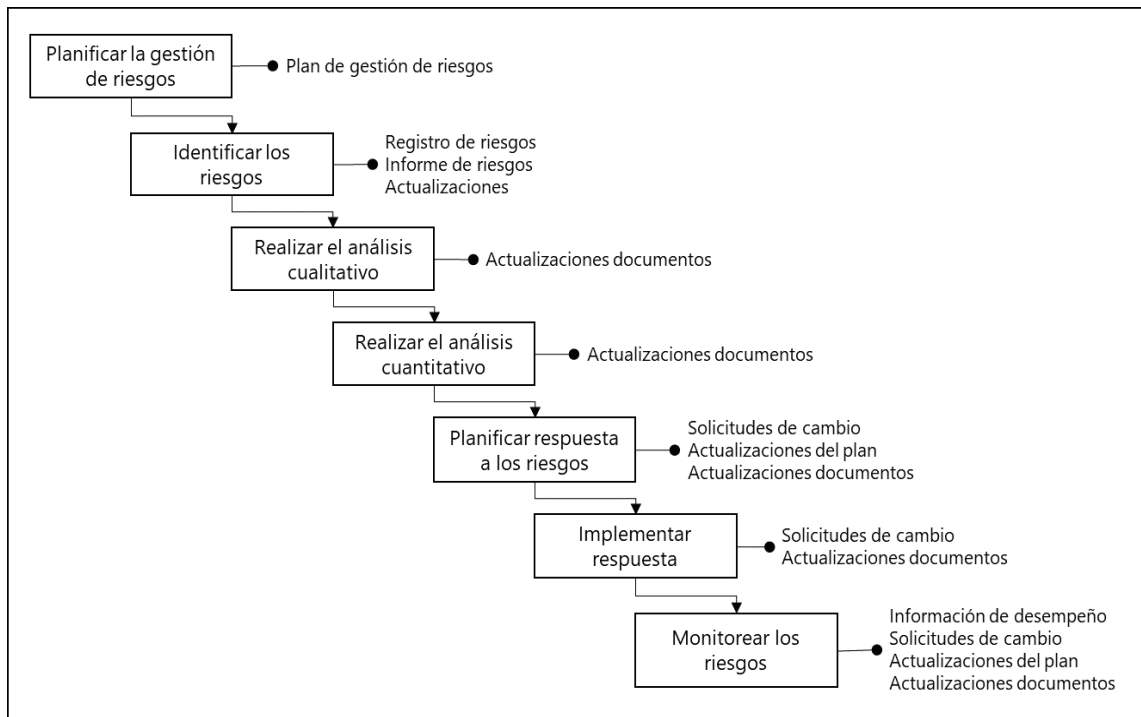 Planificar la gestión
de riesgos
Plan de gestión de riesgos
Identificar los
riesgos
Registro de riesgos
Informe de riesgos
Actualizaciones
Realizar el análisis
cualitativo
Actualizaciones documentos
Realizar el análisis
cuantitativo
Actualizaciones documentos
Planificar respuesta
a los riesgos
Solicitudes de cambio
Actualizaciones del plan
Actualizaciones documentos
Implementar
respuesta
Solicitudes de cambio
Actualizaciones documentos
Monitorear los
riesgos
Información de desempeño
Solicitudes de cambio
Actualizaciones del plan
Actualizaciones documentos